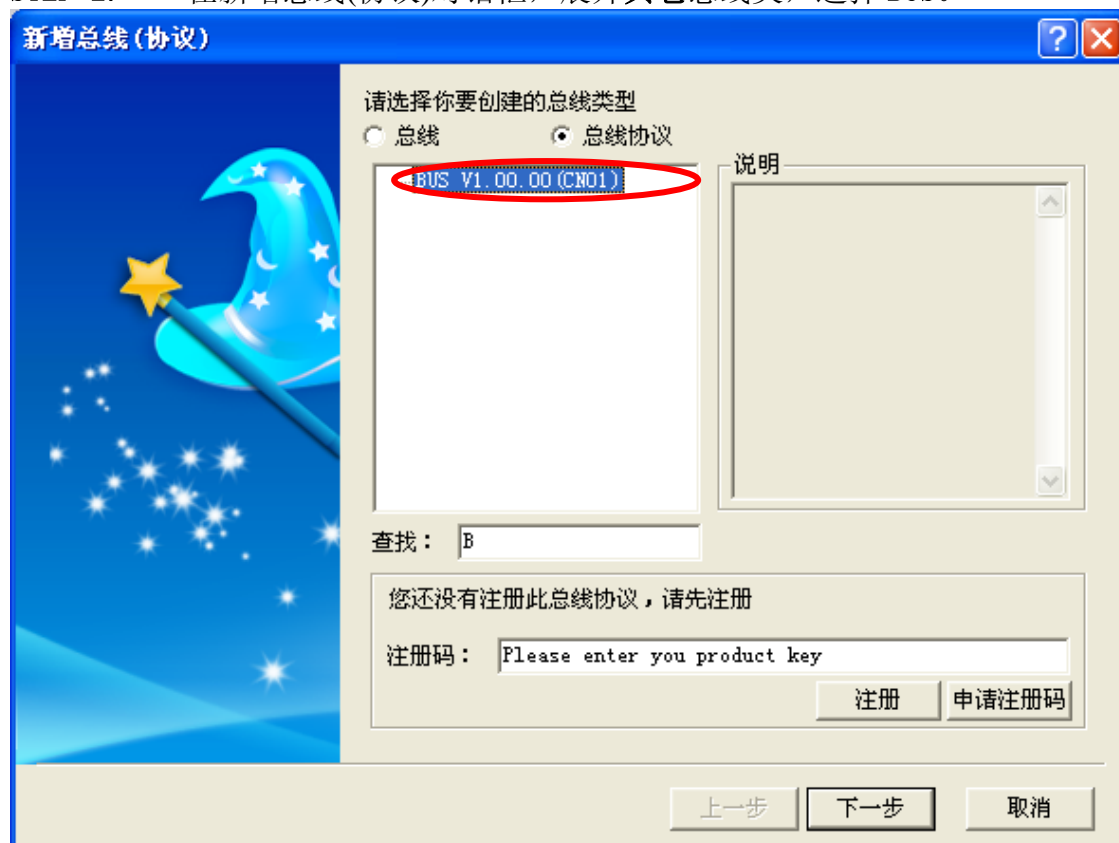 新增总线(协议)
请选择你要创建的总线类型
总线 总线协议
BUS V1.00.00(CN01)
说明
查找： B
您还没有注册此总线协议，请先注册
注册码： Please enter you product key
注册 申请注册码
上一步 下一步 取消